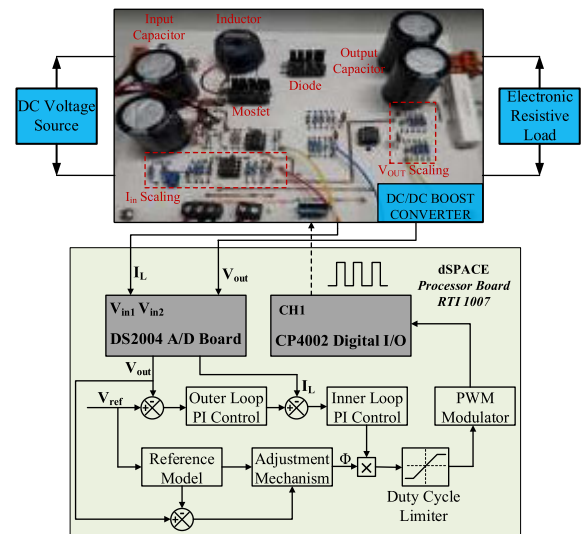 Input
Capacitor
Inductor
Output
Capacitor
Diode
Mosfet
I_in Scaling
V_OUT Scaling
DC Voltage
Source
Electronic
Resistive
Load
DC/DC BOOST
CONVERTER
I_L
V_out
dSPACE
Processor Board
RTI 1007
V_in1 V_in2
DS2004 A/D Board
CH1
CP4002 Digital I/O
V_out
I_L
V_ref
Outer Loop
PI Control
Inner Loop
PI Control
PWM
Modulator
Reference
Model
Adjustment
Mechanism
Φ
×
Duty Cycle
Limiter